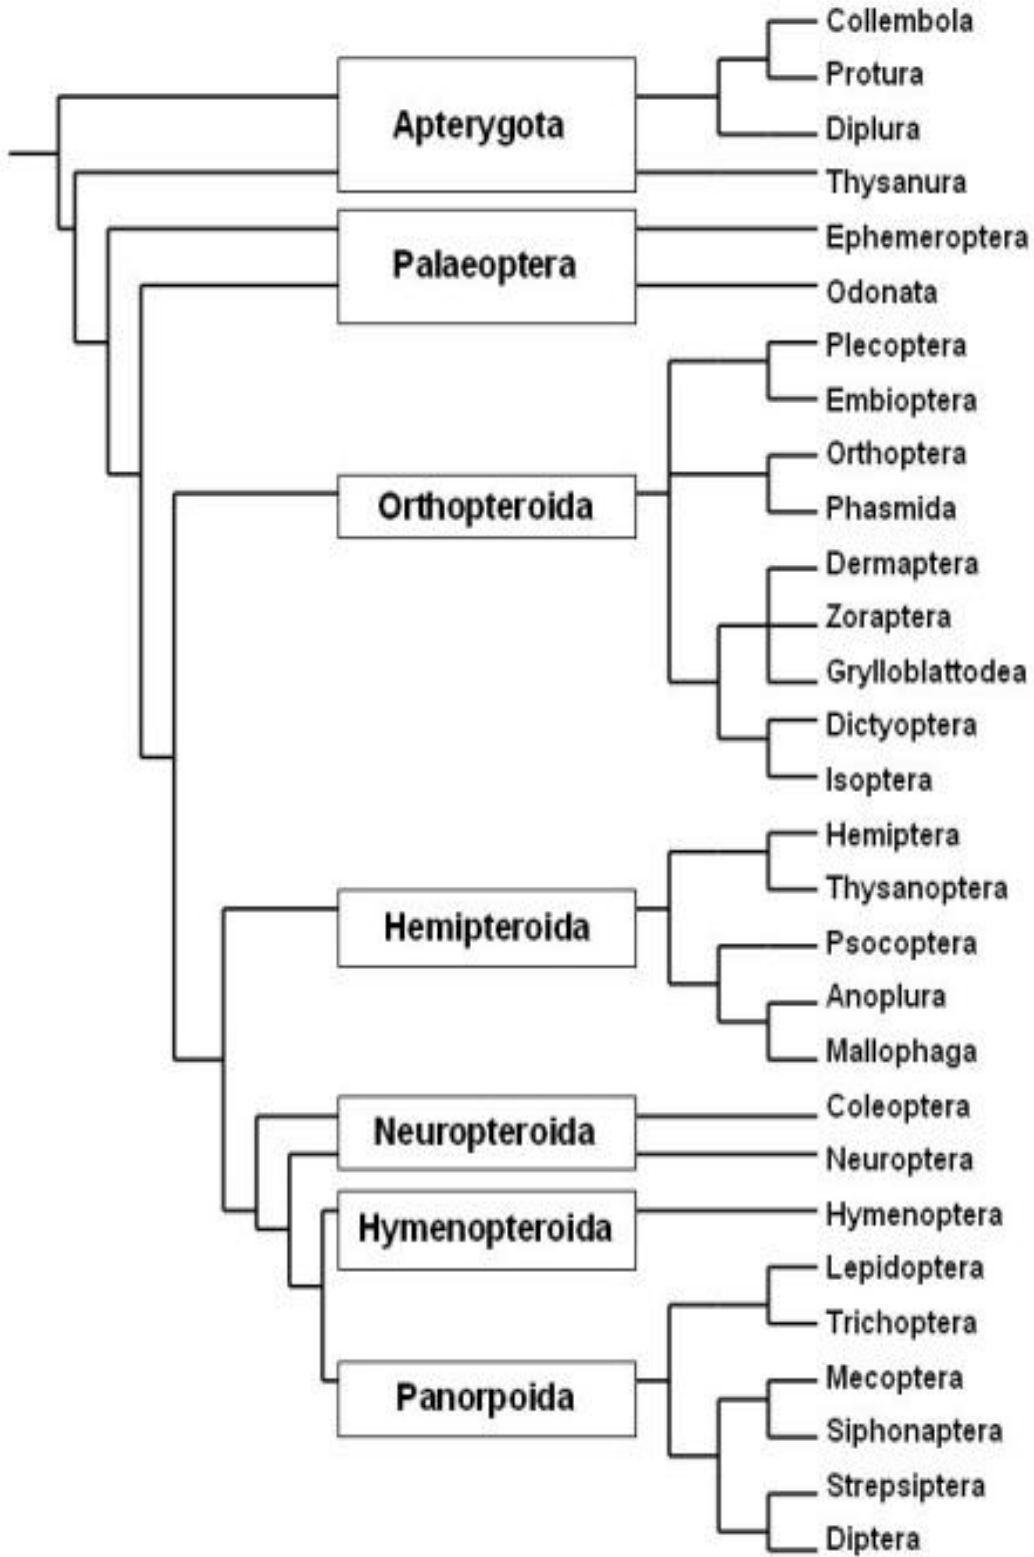 Collembola
Protura
Apterygota
Diplura
Thysanura
Ephemeroptera
Palaeoptera
Odonata
Plecoptera
Embioptera
Orthoptera
Orthopteroida
Phasmida
Dermaptera
Zoraptera
Grylloblattodea
Dictyoptera
Isoptera
Hemiptera
Thysanoptera
Hemipteroida
Psocoptera
Anoplura
Mallophaga
Coleoptera
Neuropteroida
Neuroptera
Hymenoptera
Hymenopteroida
Lepidoptera
Trichoptera
Mecoptera
Panorpoida
Siphonaptera
Strepsiptera
Diptera